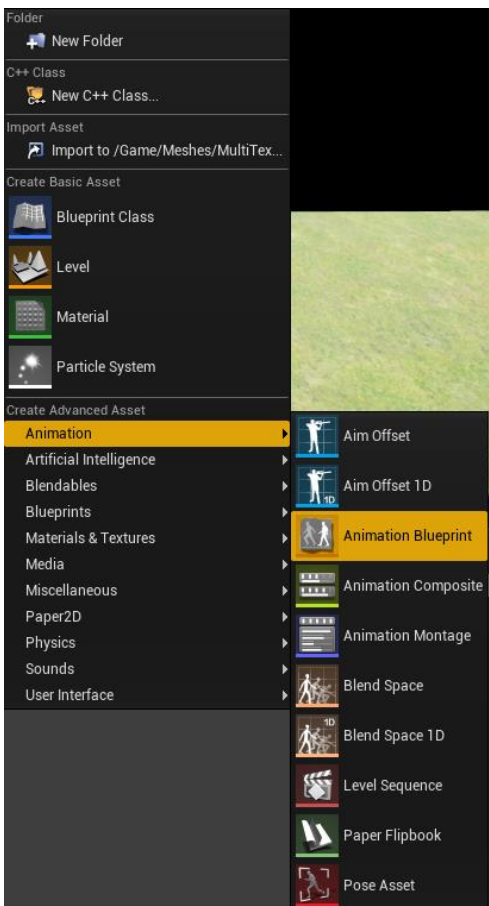 Folder
New Folder
C++ Class
C++
New C++ Class...
Import Asset
Import to /Game/Meshes/MultiTex...
Create Basic Asset
Blueprint Class
Level
Material
Particle System
Create Advanced Asset
Animation
Artificial Intelligence
Blendables
Blueprints
Materials & Textures
Media
Miscellaneous
Paper2D
Physics
Sounds
User Interface
Aim Offset
1D
Aim Offset 1D
Animation Blueprint
Animation Composite
Animation Montage
Blend Space
1D
Blend Space 1D
Level Sequence
Paper Flipbook
Pose Asset